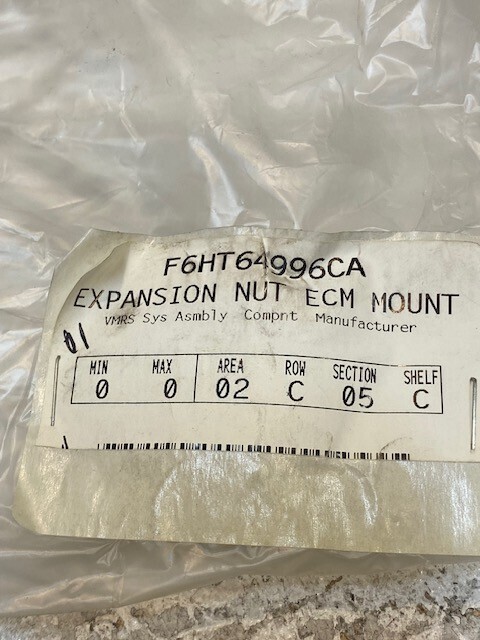 F6HT64996CA
EXPANSION NUT ECM MOUNT
VMRS Sys Asmbly Compnt Manufacturer
01
MIN MAX AREA ROW SECTION SHELF
0 0 02 C 05 C